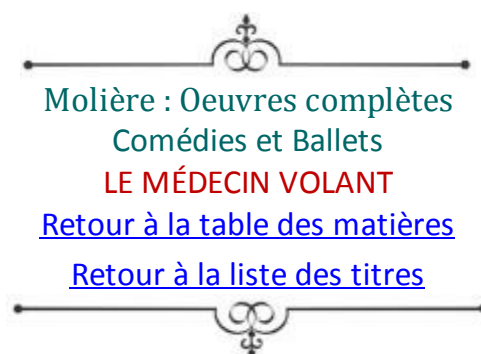 Molière : Oeuvres complètes
Comédies et Ballets
LE MÉDECIN VOLANT
Retour à la table des matières
Retour à la liste des titres